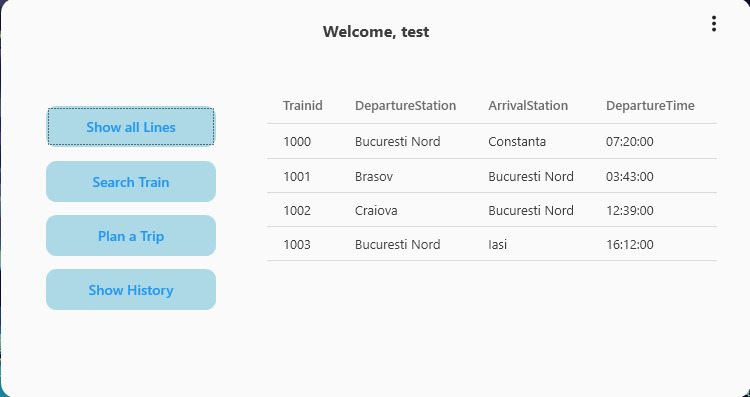 Welcome, test
Show all Lines
Search Train
Plan a Trip
Show History
Trainid DepartureStation ArrivalStation DepartureTime
1000 Bucuresti Nord Constanta 07:20:00
1001 Brasov Bucuresti Nord 03:43:00
1002 Craiova Bucuresti Nord 12:39:00
1003 Bucuresti Nord Iasi 16:12:00